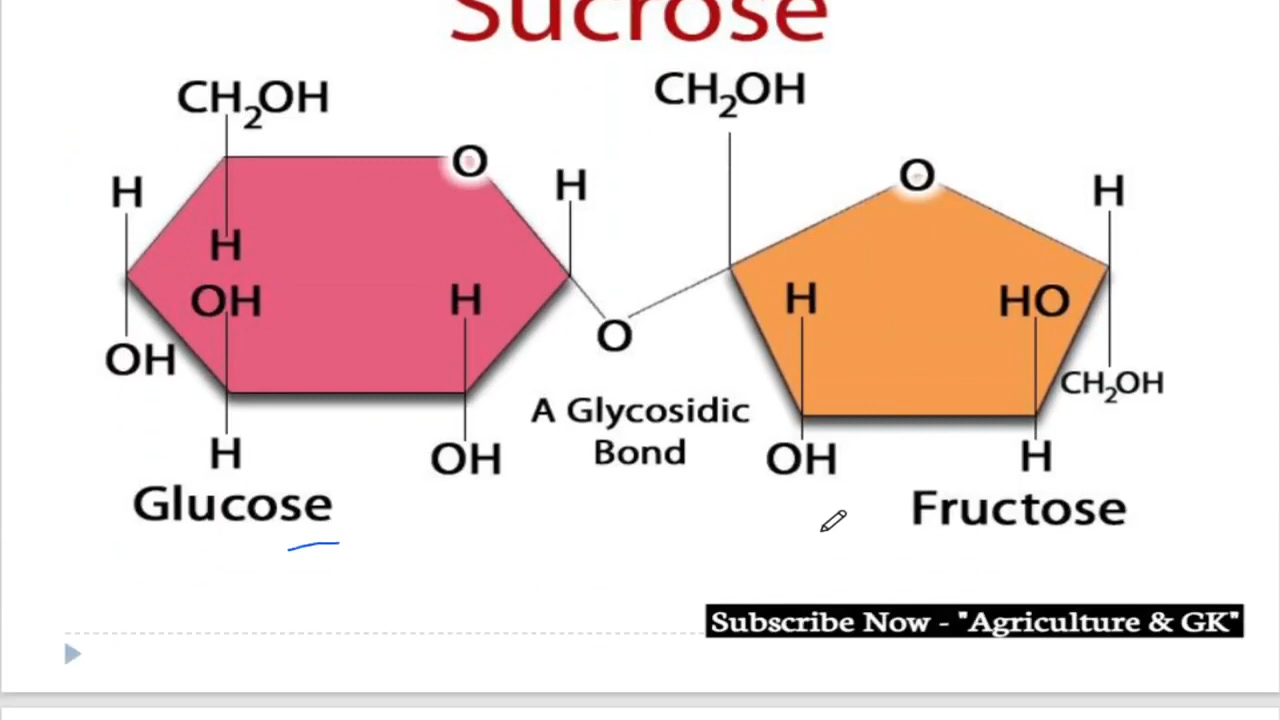 Sucrose
CH2OH
CH2OH
O
O
H
H
H
H
OH
H
H
HO
O
OH
CH2OH
A Glycosidic
Bond
H
OH
OH
H
Glucose
Fructose
Subscribe Now - "Agriculture & GK"